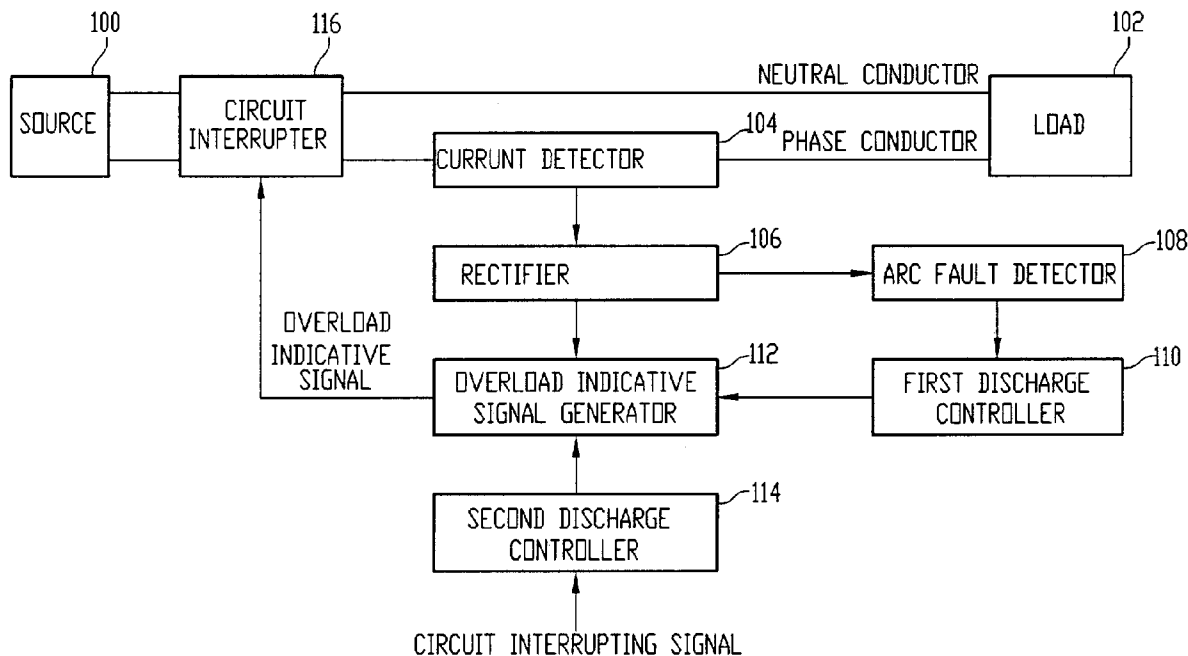 100
116
102
SOURCE
CIRCUIT
INTERRUPTER
NEUTRAL CONDUCTOR
LOAD
104
PHASE CONDUCTOR
CURRUNT DETECTOR
106
108
RECTIFIER
ARC FAULT DETECTOR
OVERLOAD
INDICATIVE
SIGNAL
112
110
OVERLOAD INDICATIVE
SIGNAL GENERATOR
FIRST DISCHARGE
CONTROLLER
114
SECOND DISCHARGE
CONTROLLER
CIRCUIT INTERRUPTING SIGNAL